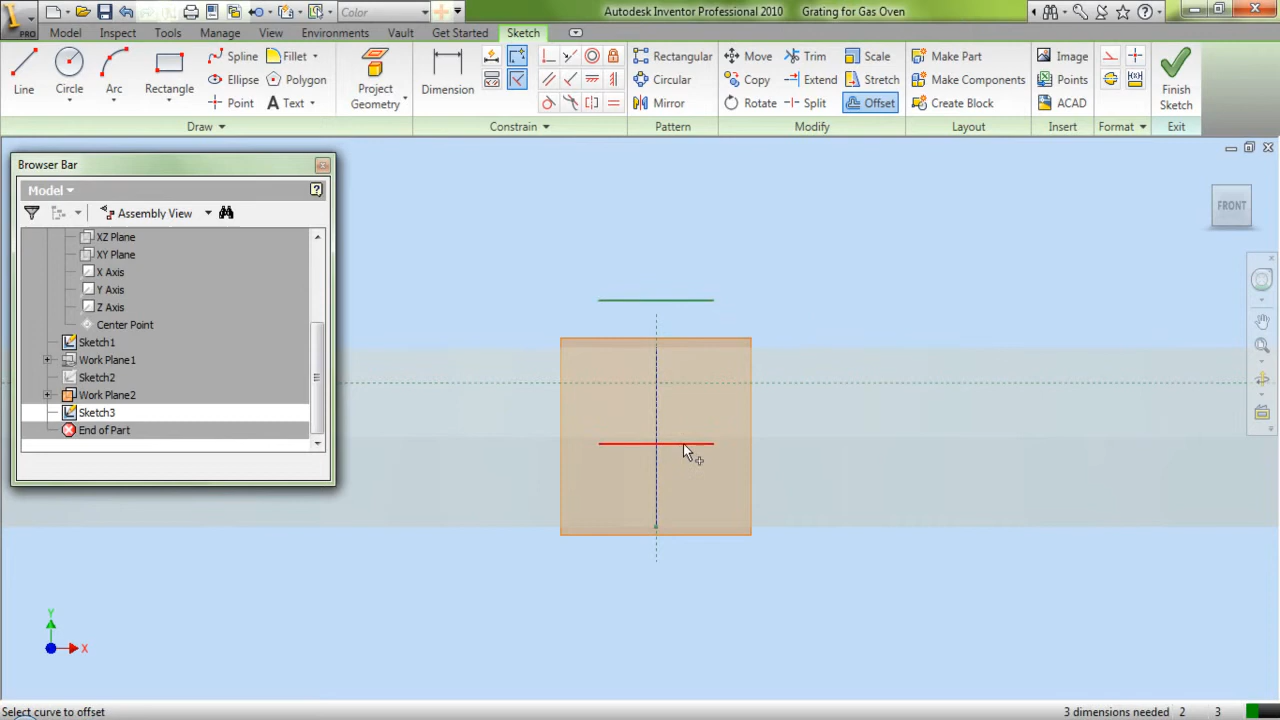 Color
Autodesk Inventor Professional 2010 Grating for Gas Oven
PRO
Model Inspect Tools Manage View Environments Vault Get Started Sketch
Line Circle Arc Rectangle
Spline Fillet
Ellipse Polygon
Point Text
Project Geometry
Dimension
Rectangular
Circular
Mirror
Move Trim Scale
Copy Extend Stretch
Rotate Split Offset
Make Part
Make Components
Create Block
Image
Points
ACAD
Finish Sketch
Draw Constrain Pattern Modify Layout Insert Format Exit
Browser Bar
Model
Assembly View
XZ Plane
XY Plane
X Axis
Y Axis
Z Axis
Center Point
Sketch1
Work Plane1
Sketch2
Work Plane2
Sketch3
End of Part
FRONT
Y
X
Select curve to offset
3 dimensions needed 2 3